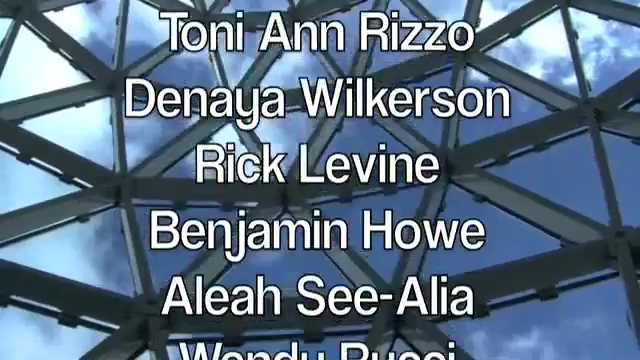 Toni Ann Rizzo
Denaya Wilkerson
Rick Levine
Benjamin Howe
Aleah See-Alia